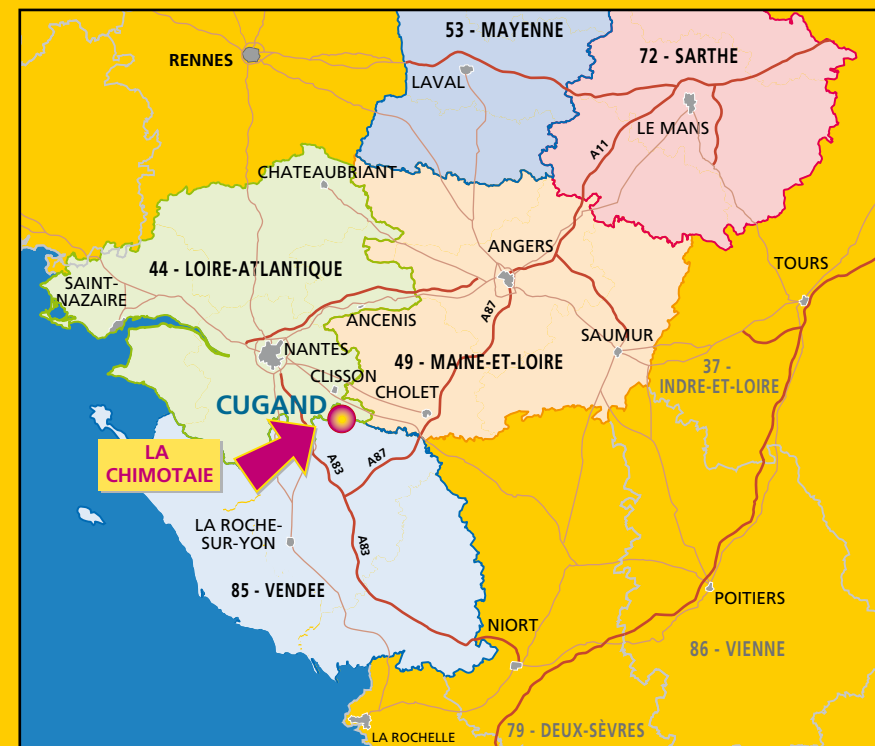 53 - MAYENNE
72 - SARTHE
RENNES
LAVAL
LE MANS
A11
CHATEAUBRIANT
ANGERS
44 - LOIRE-ATLANTIQUE
TOURS
SAINT-
NAZAIRE
A87
ANCENIS
SAUMUR
NANTES
49 - MAINE-ET-LOIRE
37 -
INDRE-ET-LOIRE
CLISSON
CHOLET
CUGAND
LA
CHIMOTAIE
A83
A87
LA ROCHE-
SUR-YON
A83
85 - VENDEE
POITIERS
NIORT
86 - VIENNE
79 - DEUX-SÈVRES
LA ROCHELLE